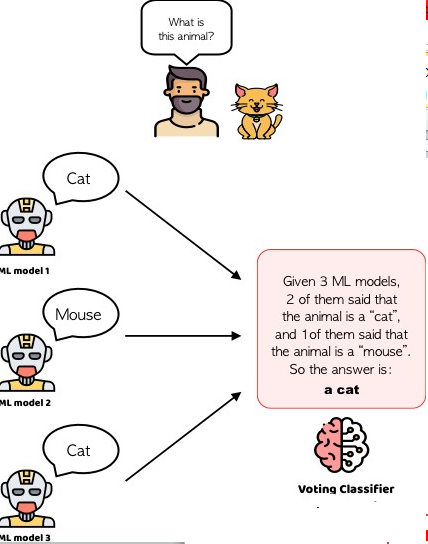 What is
this animal?
Cat
ML model 1
Mouse
ML model 2
Cat
ML model 3
Given 3 ML models,
2 of them said that
the animal is a “cat”,
and 1of them said that
the animal is a “mouse”.
So the answer is:
a cat
Voting Classifier